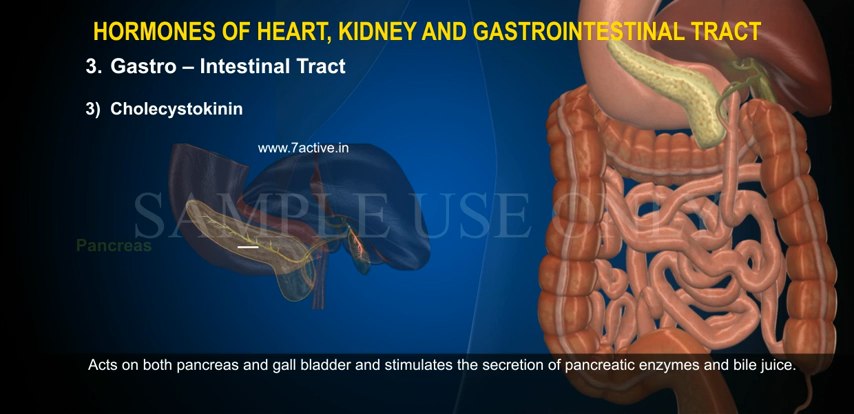 HORMONES OF HEART, KIDNEY AND GASTROINTESTINAL TRACT
3. Gastro – Intestinal Tract
3) Cholecystokinin
www.7active.in
SAMPLE USE ONLY
Pancreas
Acts on both pancreas and gall bladder and stimulates the secretion of pancreatic enzymes and bile juice.